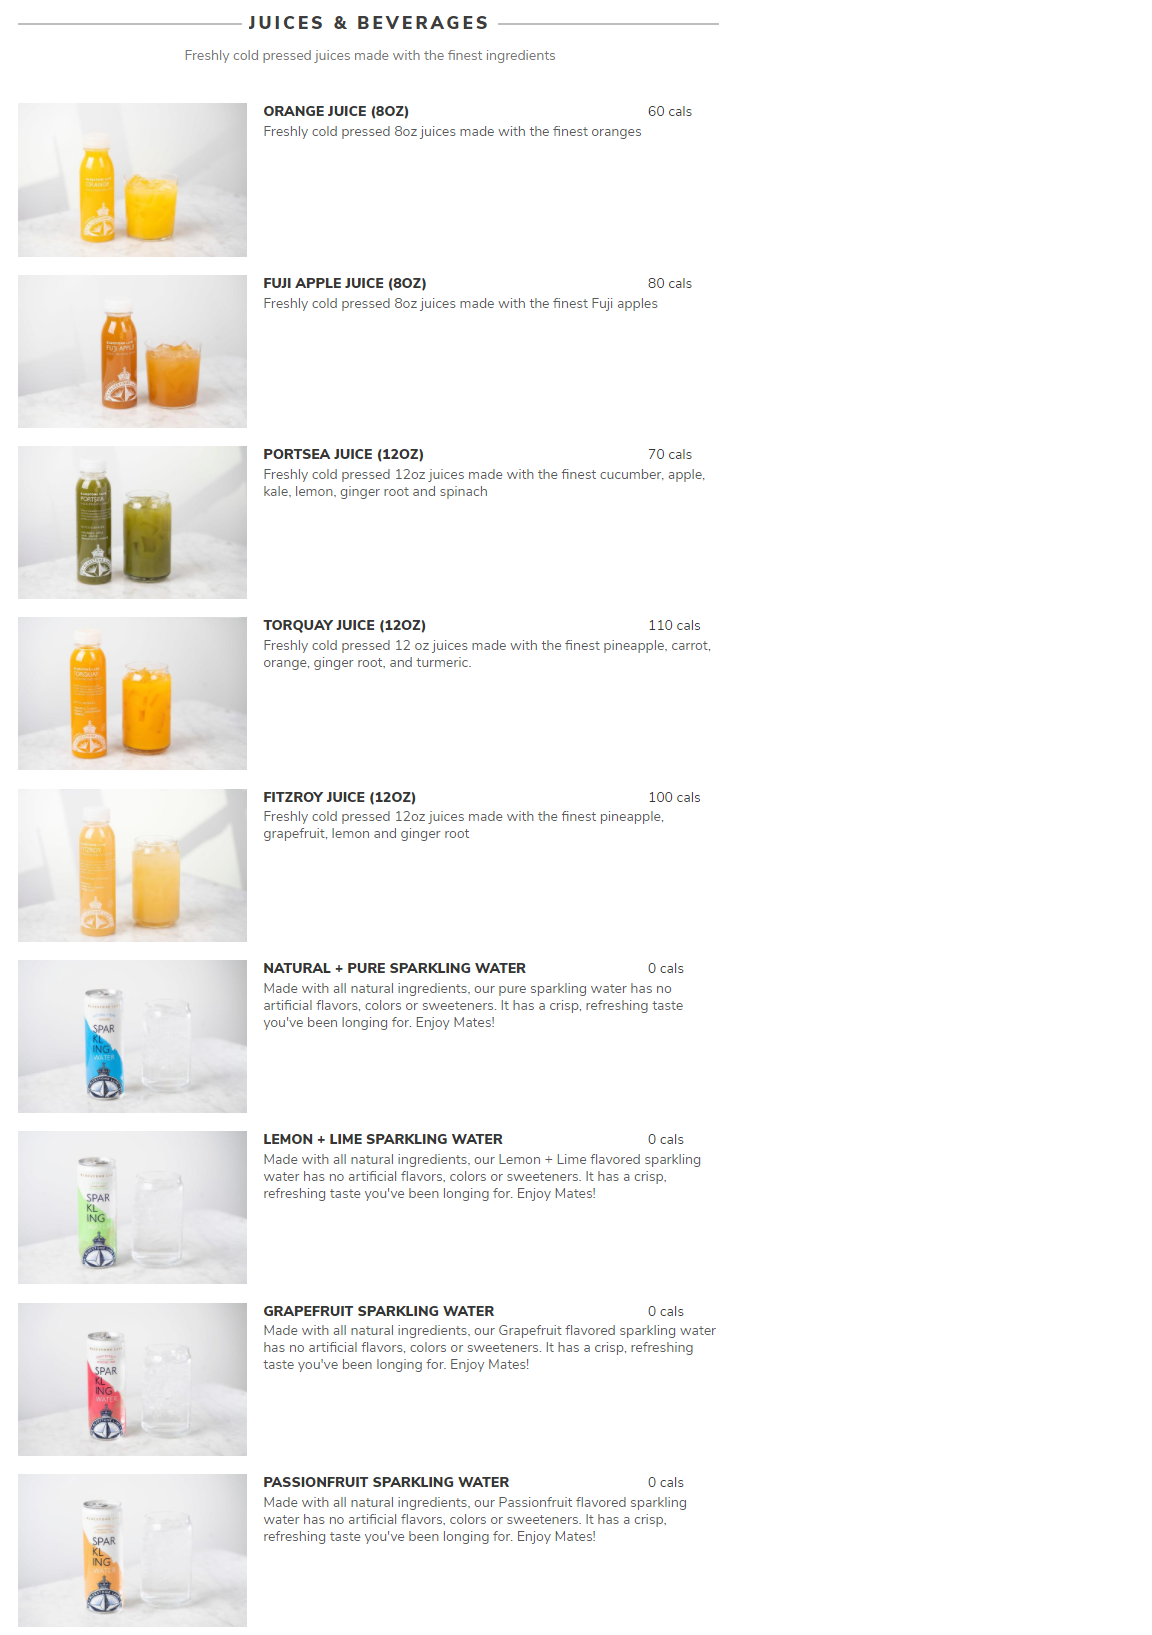 JUICES & BEVERAGES
Freshly cold pressed juices made with the finest ingredients
ORANGE JUICE (8OZ) 60 cals
Freshly cold pressed 8oz juices made with the finest oranges
ORANGE
FUJI APPLE JUICE (8OZ) 80 cals
Freshly cold pressed 8oz juices made with the finest Fuji apples
FUJI APPLE
PORTSEA JUICE (12OZ) 70 cals
Freshly cold pressed 12oz juices made with the finest cucumber, apple,
kale, lemon, ginger root and spinach
PORTSEA
TORQUAY JUICE (12OZ) 110 cals
Freshly cold pressed 12 oz juices made with the finest pineapple, carrot,
orange, ginger root, and turmeric.
TORQUAY
FITZROY JUICE (12OZ) 100 cals
Freshly cold pressed 12oz juices made with the finest pineapple,
grapefruit, lemon and ginger root
NATURAL + PURE SPARKLING WATER 0 cals
Made with all natural ingredients, our pure sparkling water has no
artificial flavors, colors or sweeteners. It has a crisp, refreshing taste
you've been longing for. Enjoy Mates!
SPAR
KL
ING
WATER
LEMON + LIME SPARKLING WATER 0 cals
Made with all natural ingredients, our Lemon + Lime flavored sparkling
water has no artificial flavors, colors or sweeteners. It has a crisp,
refreshing taste you've been longing for. Enjoy Mates!
SPAR
KL
ING
GRAPEFRUIT SPARKLING WATER 0 cals
Made with all natural ingredients, our Grapefruit flavored sparkling water
has no artificial flavors, colors or sweeteners. It has a crisp, refreshing
taste you've been longing for. Enjoy Mates!
SPAR
KL
ING
WATER
PASSIONFRUIT SPARKLING WATER 0 cals
Made with all natural ingredients, our Passionfruit flavored sparkling
water has no artificial flavors, colors or sweeteners. It has a crisp,
refreshing taste you've been longing for. Enjoy Mates!
SPAR
KL
ING
WATER